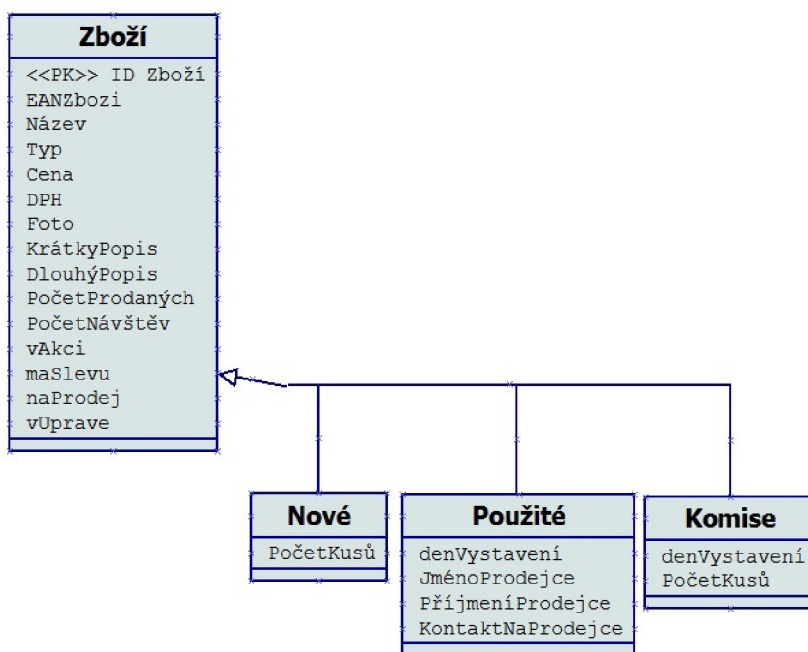 Zboží
<<PK>> ID Zboží
EANZbozi
Název
Typ
Cena
DPH
Foto
KrátkyPopis
DlouhýPopis
PočetProdaných
PočetNávštěv
vAkci
maSlevu
naProdej
vUprave
Nové
PočetKusů
Použité
denVystavení
JménoProdejce
PříjmeníProdejce
KontaktNaProdejce
Komise
denVystavení
PočetKusů